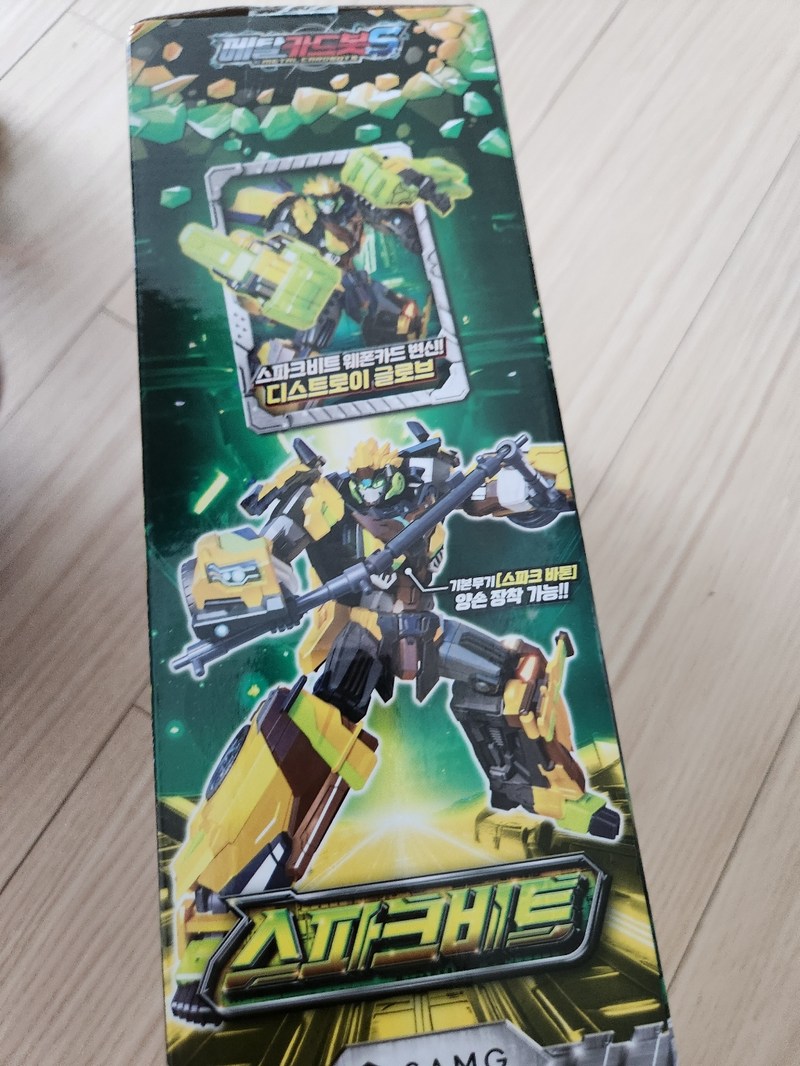 메탈카드봇S
METAL CARDBOTS
스파크비트 웨폰카드 변신!!
디스트로이 글로브
기본무기[스파크 바톤]
양손 장착 가능!!
스파크비트
SAMG